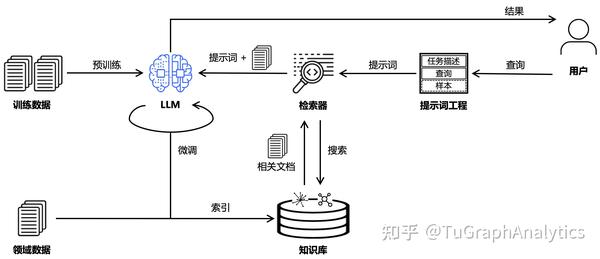 结果
预训练
提示词 +
提示词
任务描述
查询
样本
查询
用户
训练数据
LLM
检索器
提示词工程
微调
相关文档
搜索
索引
领域数据
知识库
知乎 @TuGraphAnalytics